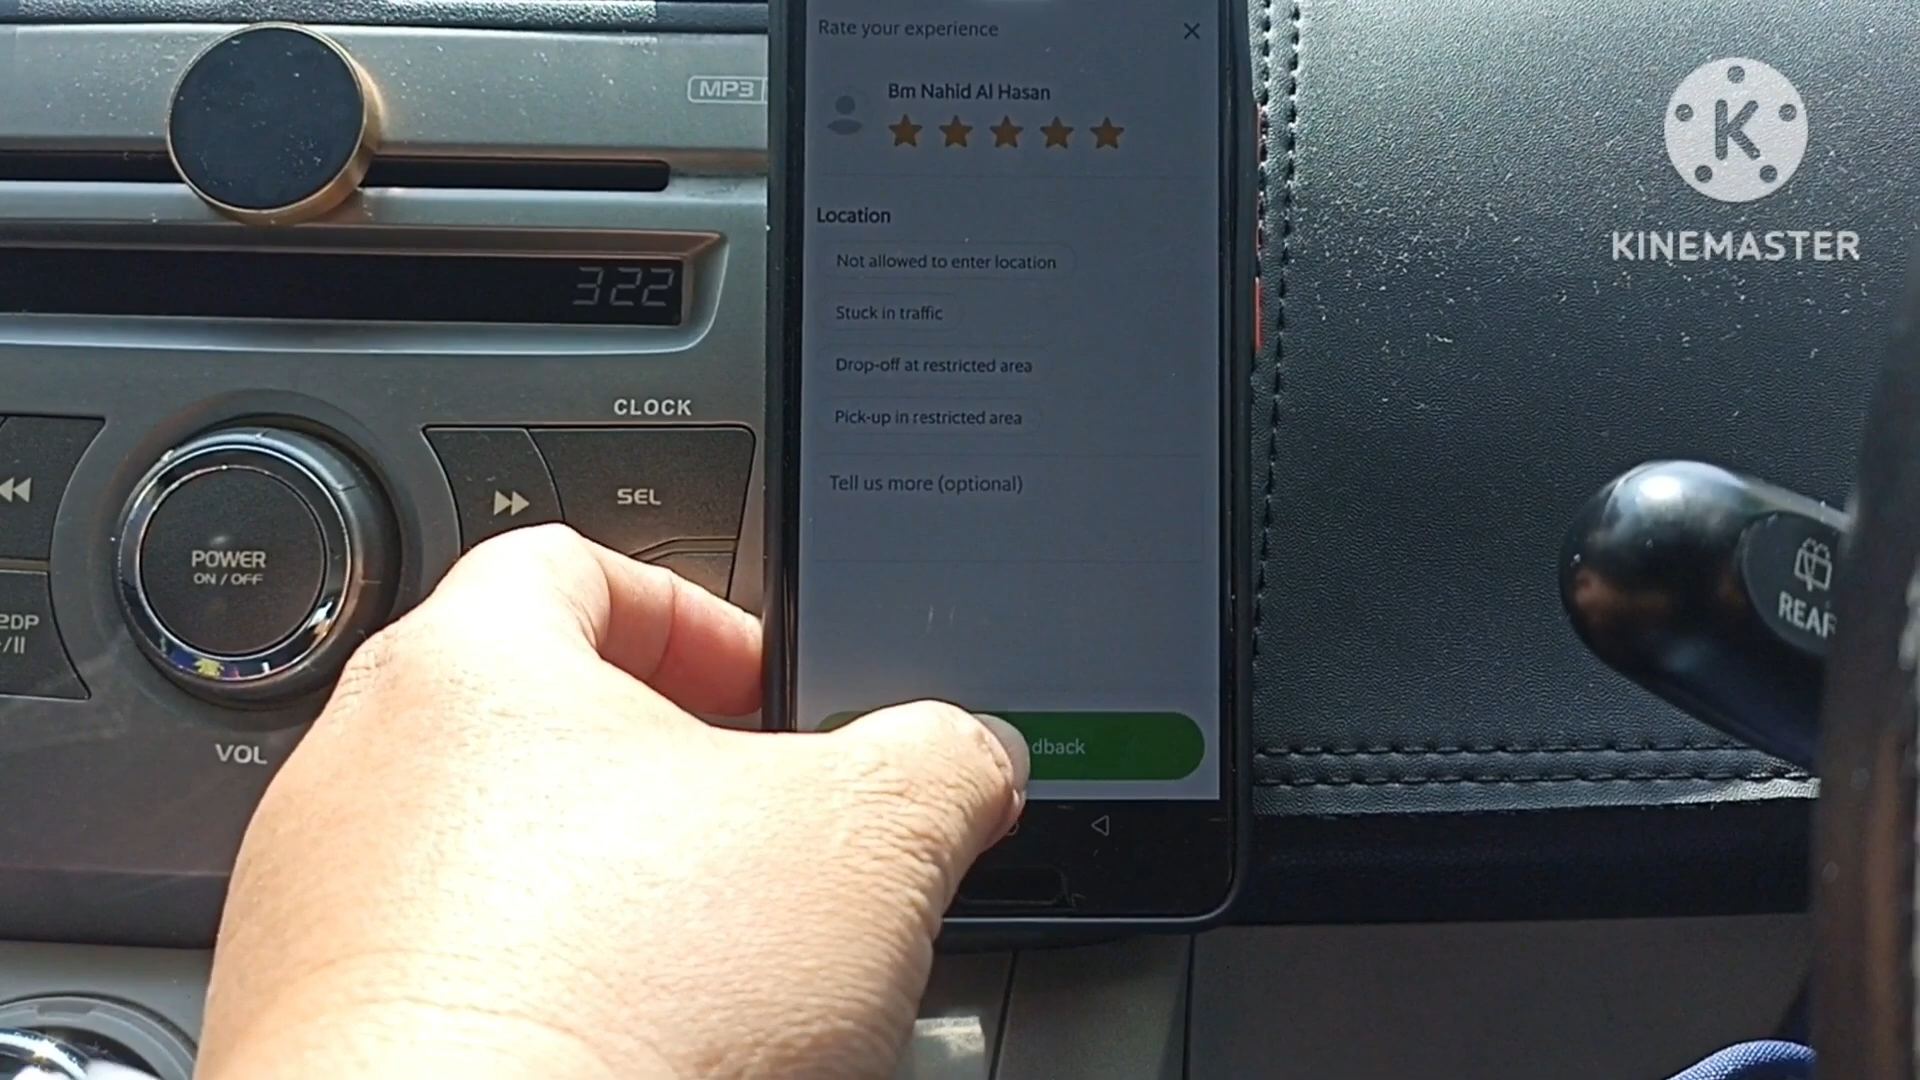 MP3
322
CLOCK
SEL
POWER
ON / OFF
2DP
/II
VOL
Rate your experience
Bm Nahid Al Hasan
Location
Not allowed to enter location
Stuck in traffic
Drop-off at restricted area
Pick-up in restricted area
Tell us more (optional)
dback
K
KINEMASTER
REAR